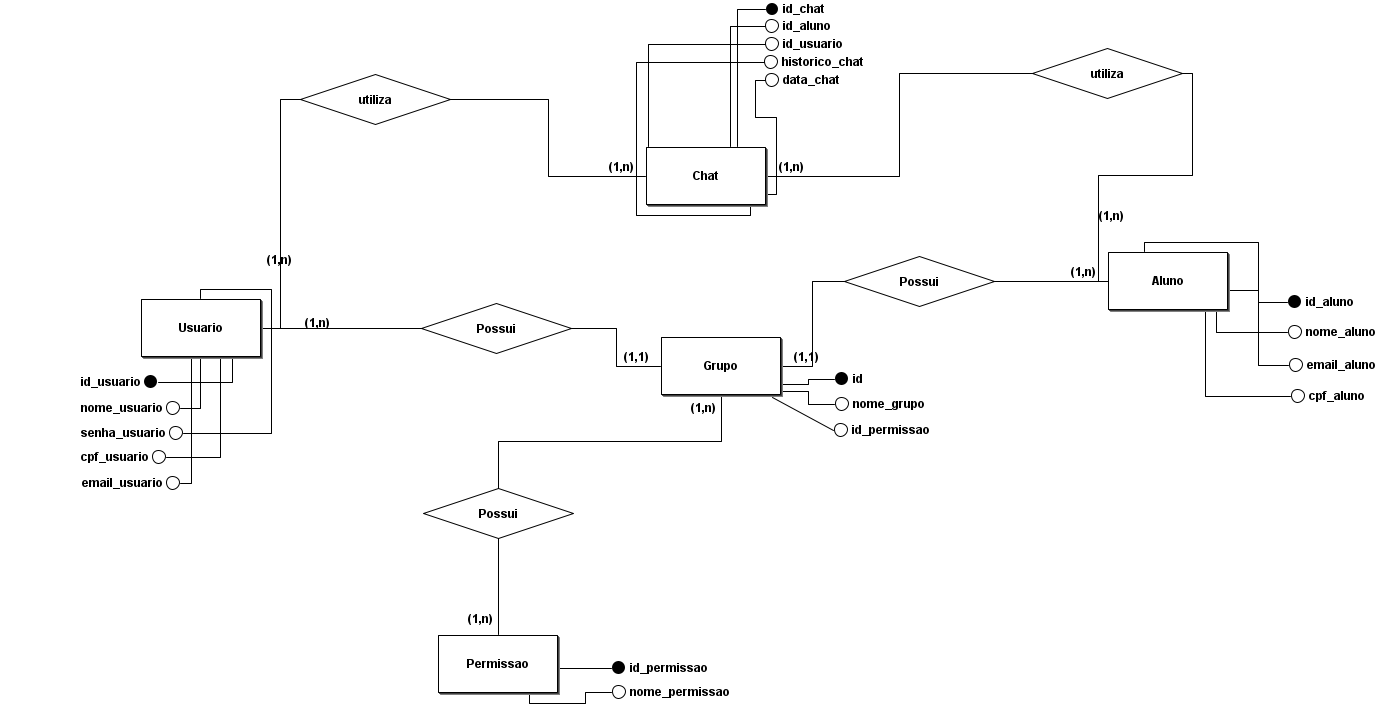 id_chat
id_aluno
id_usuario
historico_chat
data_chat
utiliza
utiliza
(1,n)
Chat
(1,n)
(1,n)
(1,n)
(1,n)
Possui
(1,n)
Aluno
id_aluno
nome_aluno
email_aluno
cpf_aluno
Usuario
(1,n)
Possui
(1,1)
Grupo
(1,1)
id
nome_grupo
id_permissao
(1,n)
id_usuario
nome_usuario
senha_usuario
cpf_usuario
email_usuario
Possui
(1,n)
Permissao
id_permissao
nome_permissao